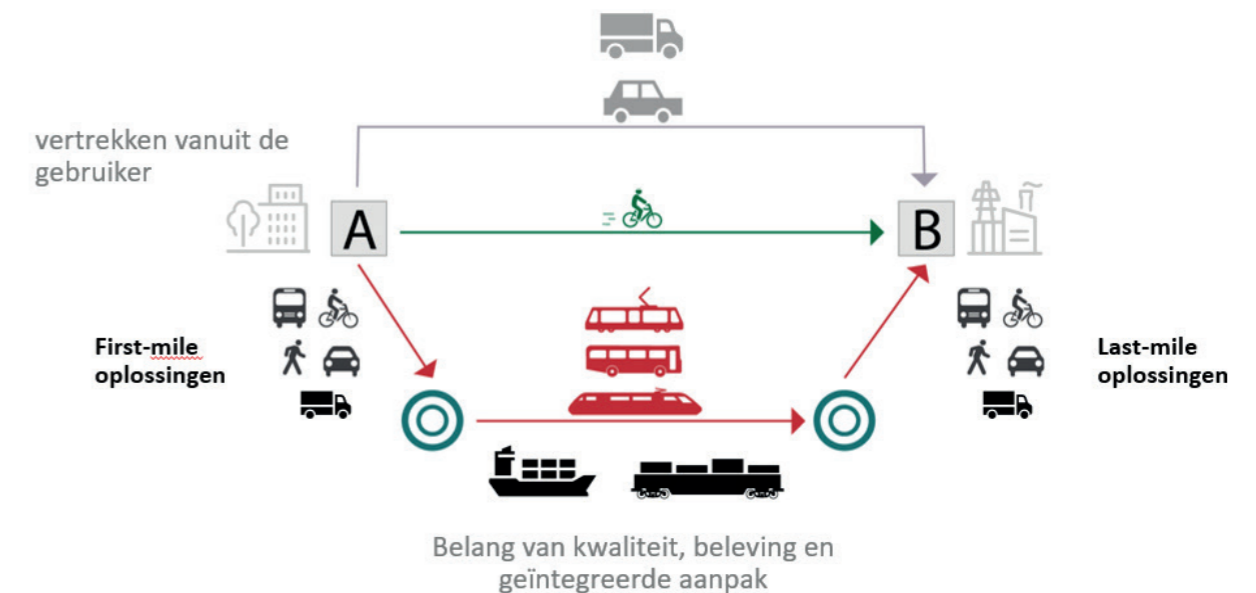 vertrekken vanuit de
gebruiker
A
B
First-mile
oplossingen
Last-mile
oplossingen
Belang van kwaliteit, beleving en
geïntegreerde aanpak